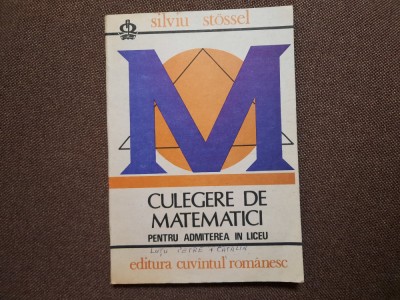 silviu stössel
M
CULEGERE DE
MATEMATICI
PENTRU ADMITEREA IN LICEU
editura cuvîntul românesc